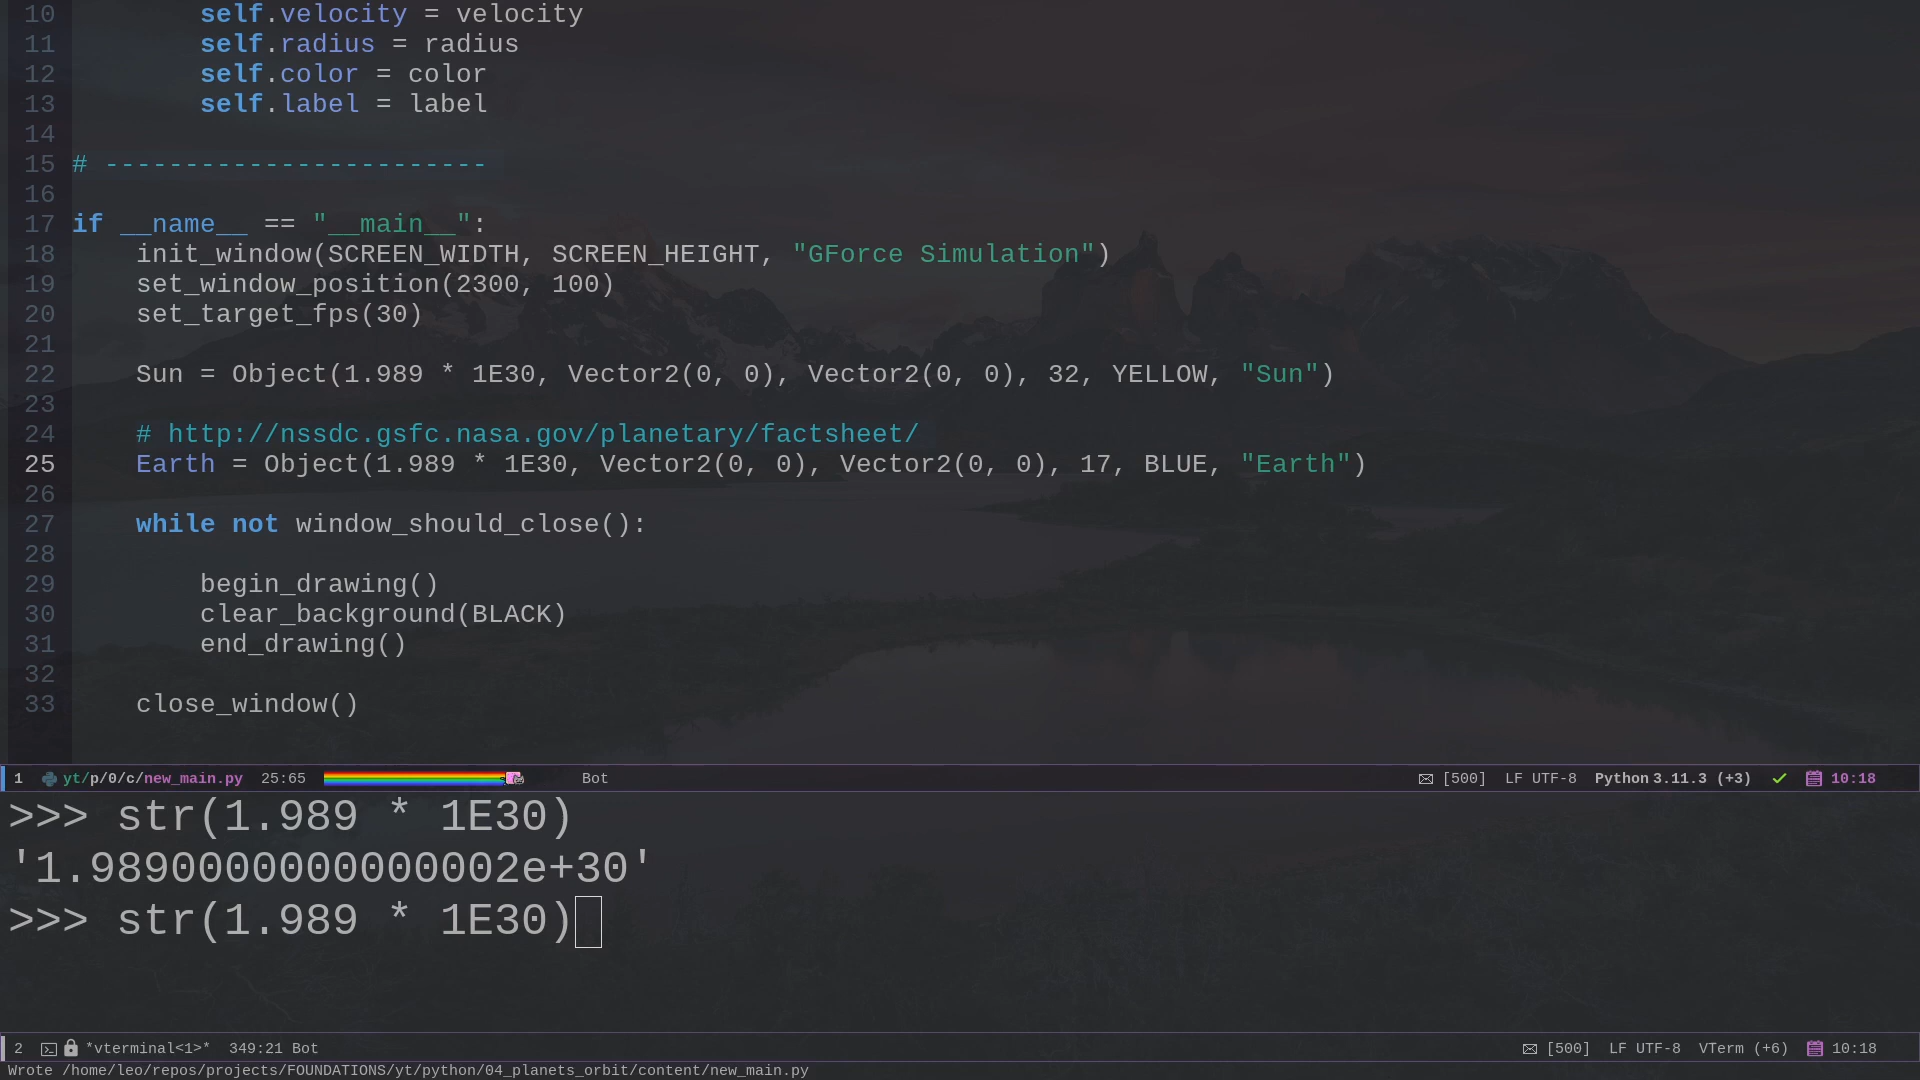 10         self.velocity = velocity
11         self.radius = radius
12         self.color = color
13         self.label = label
14
15 # ------------------------
16
17 if __name__ == "__main__":
18     init_window(SCREEN_WIDTH, SCREEN_HEIGHT, "GForce Simulation")
19     set_window_position(2300, 100)
20     set_target_fps(30)
21
22     Sun = Object(1.989 * 1E30, Vector2(0, 0), Vector2(0, 0), 32, YELLOW, "Sun")
23
24     # http://nssdc.gsfc.nasa.gov/planetary/factsheet/
25     Earth = Object(1.989 * 1E30, Vector2(0, 0), Vector2(0, 0), 17, BLUE, "Earth")
26
27     while not window_should_close():
28
29         begin_drawing()
30         clear_background(BLACK)
31         end_drawing()
32
33     close_window()
1 yt/p/0/c/new_main.py 25:65 Bot [500] LF UTF-8 Python 3.11.3 (+3) 10:18
>>> str(1.989 * 1E30)
'1.9890000000000002e+30'
>>> str(1.989 * 1E30)
2 *vterminal<1>* 349:21 Bot [500] LF UTF-8 VTerm (+6) 10:18
Wrote /home/leo/repos/projects/FOUNDATIONS/yt/python/04_planets_orbit/content/new_main.py